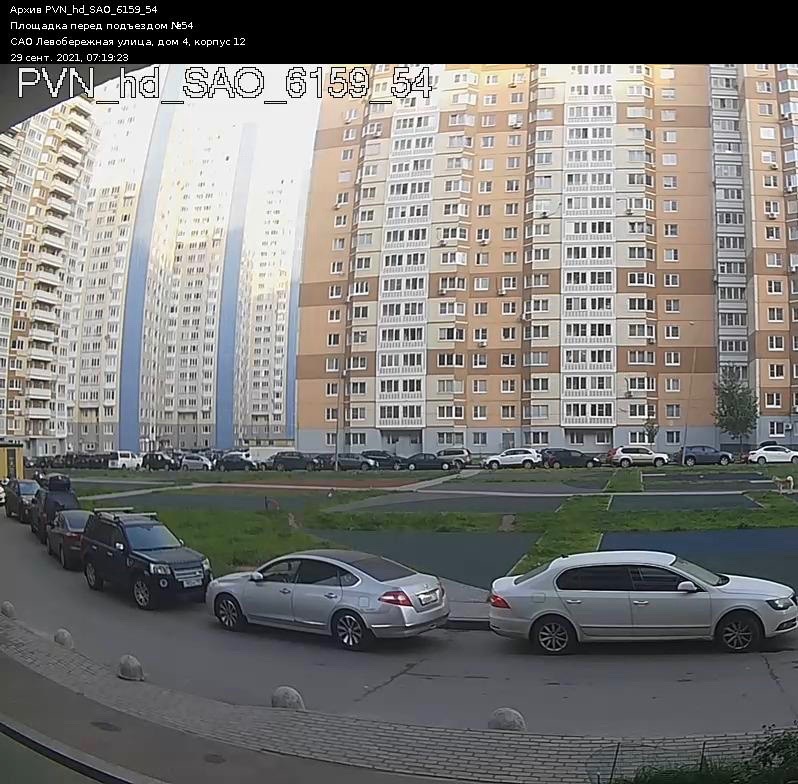 Архив PVN_hd_SAO_6159_54
Площадка перед подъездом №54
САО Левобережная улица, дом 4, корпус 12
29 сент. 2021, 07:19:23
PVN_hd_SAO_6159_54